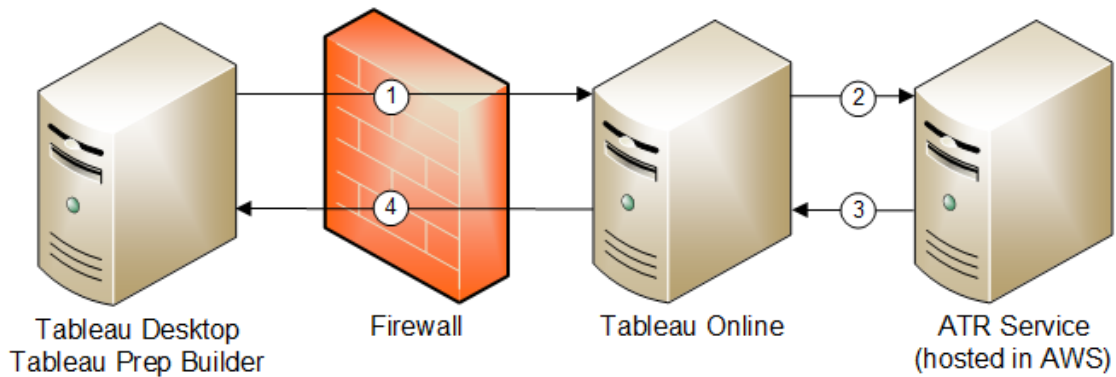 1
2
4
3
Tableau Desktop
Tableau Prep Builder
Firewall
Tableau Online
ATR Service
(hosted in AWS)